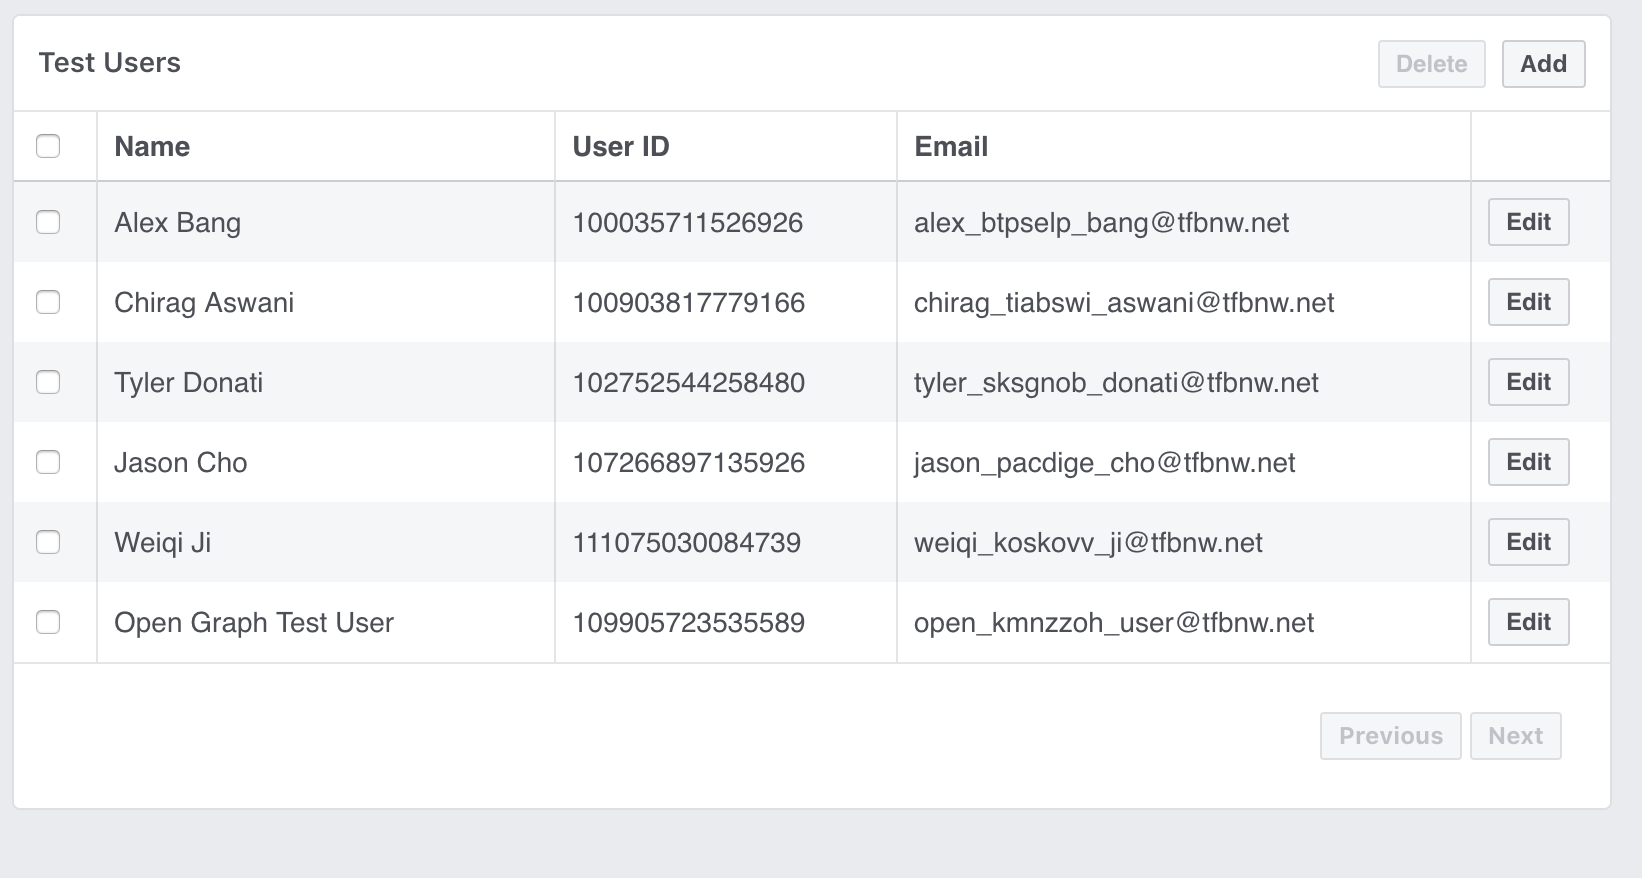 Test Users Delete Add
Name User ID Email
Alex Bang 100035711526926 alex_btpselp_bang@tfbnw.net Edit
Chirag Aswani 100903817779166 chirag_tiabswi_aswani@tfbnw.net Edit
Tyler Donati 102752544258480 tyler_sksgnob_donati@tfbnw.net Edit
Jason Cho 107266897135926 jason_pacdige_cho@tfbnw.net Edit
Weiqi Ji 111075030084739 weiqi_koskovv_ji@tfbnw.net Edit
Open Graph Test User 109905723535589 open_kmnzzoh_user@tfbnw.net Edit
Previous Next